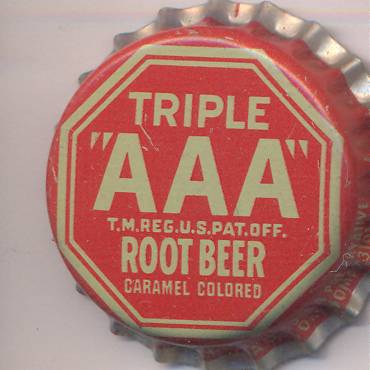 TRIPLE
"AAA"
T.M.REG.U.S.PAT.OFF.
ROOT BEER
CARAMEL COLORED